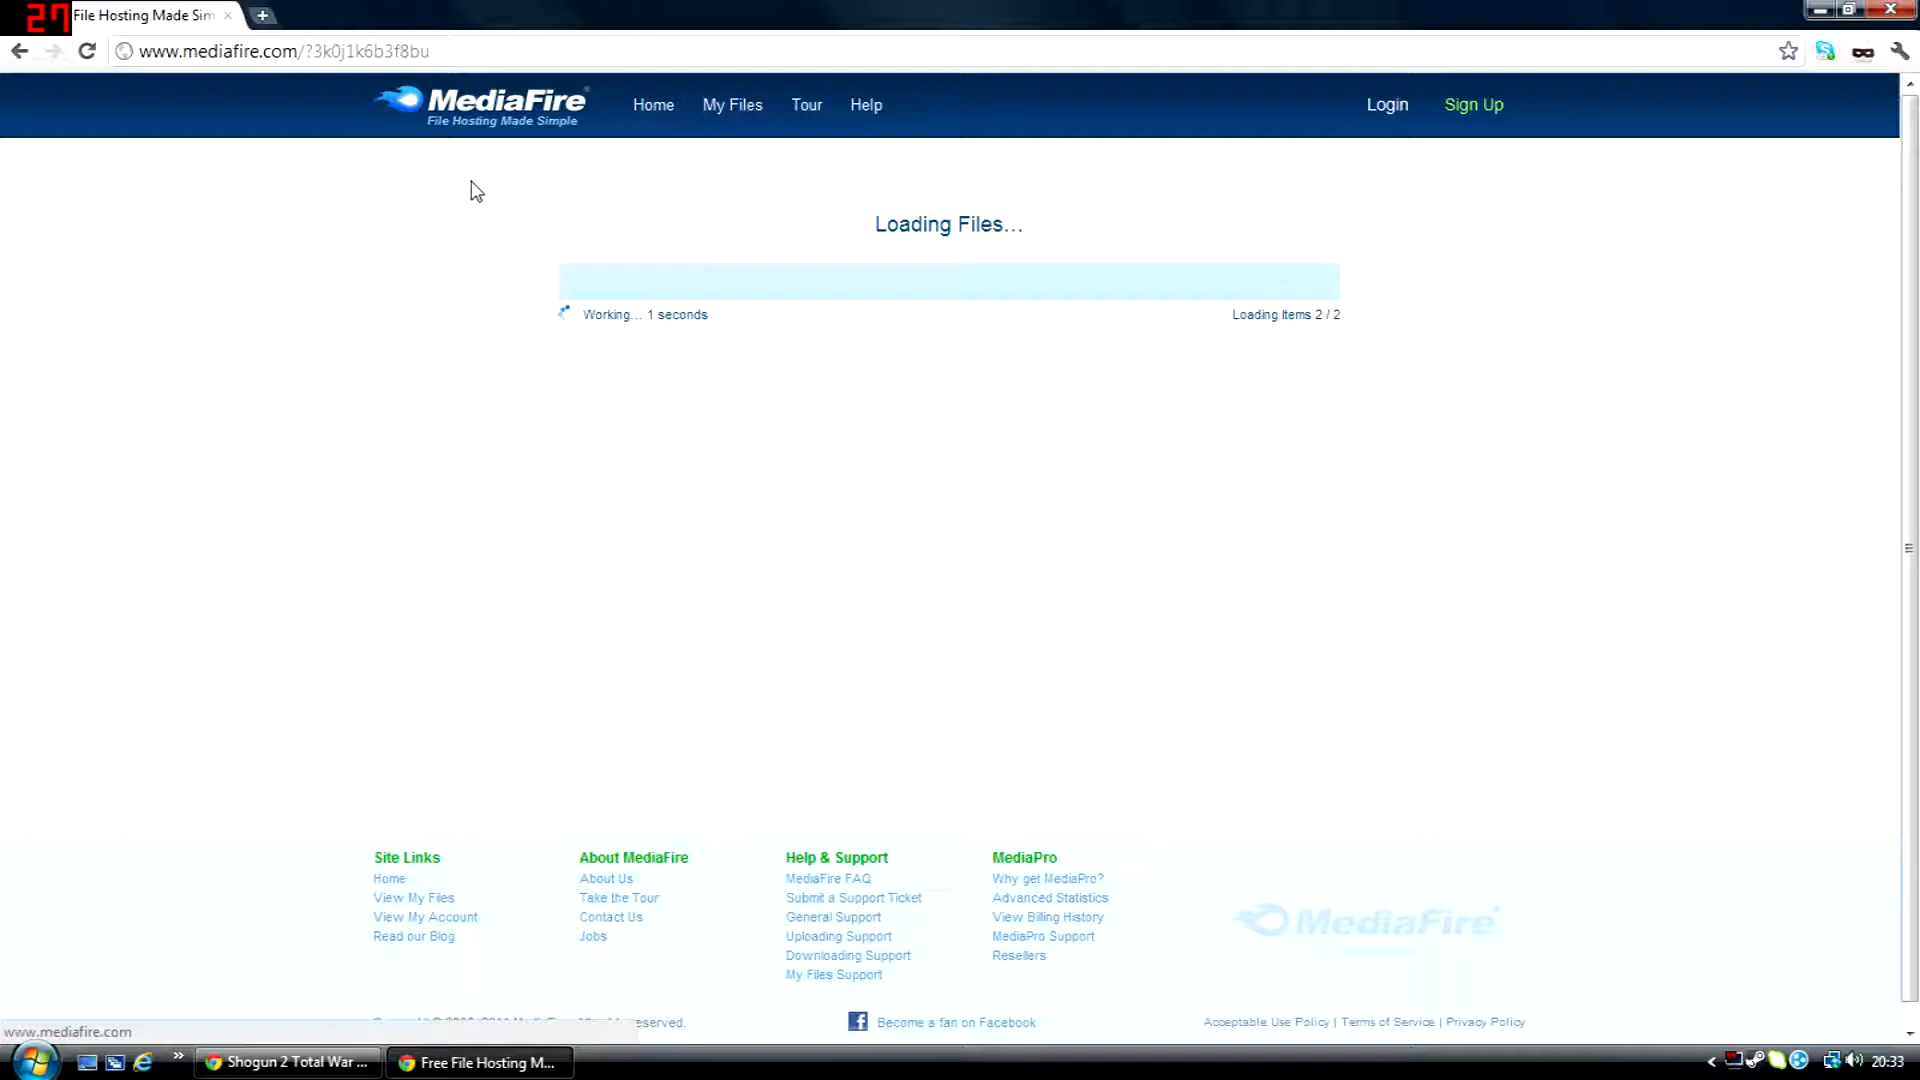 27
File Hosting Made Sim
www.mediafire.com/?3k0j1k6b3f8bu
MediaFire
File Hosting Made Simple
Home My Files Tour Help
Login Sign Up
Loading Files...
Working... 1 seconds
Loading Items 2 / 2
Site Links
Home
View My Files
View My Account
Read our Blog
About MediaFire
About Us
Take the Tour
Contact Us
Jobs
Help & Support
MediaFire FAQ
Submit a Support Ticket
General Support
Uploading Support
Downloading Support
My Files Support
MediaPro
Why get MediaPro?
Advanced Statistics
View Billing History
MediaPro Support
Resellers
MediaFire
eserved.
Become a fan on Facebook
Acceptable Use Policy | Terms of Service | Privacy Policy
www.mediafire.com
Shogun 2 Total War ...
Free File Hosting M...
20:33